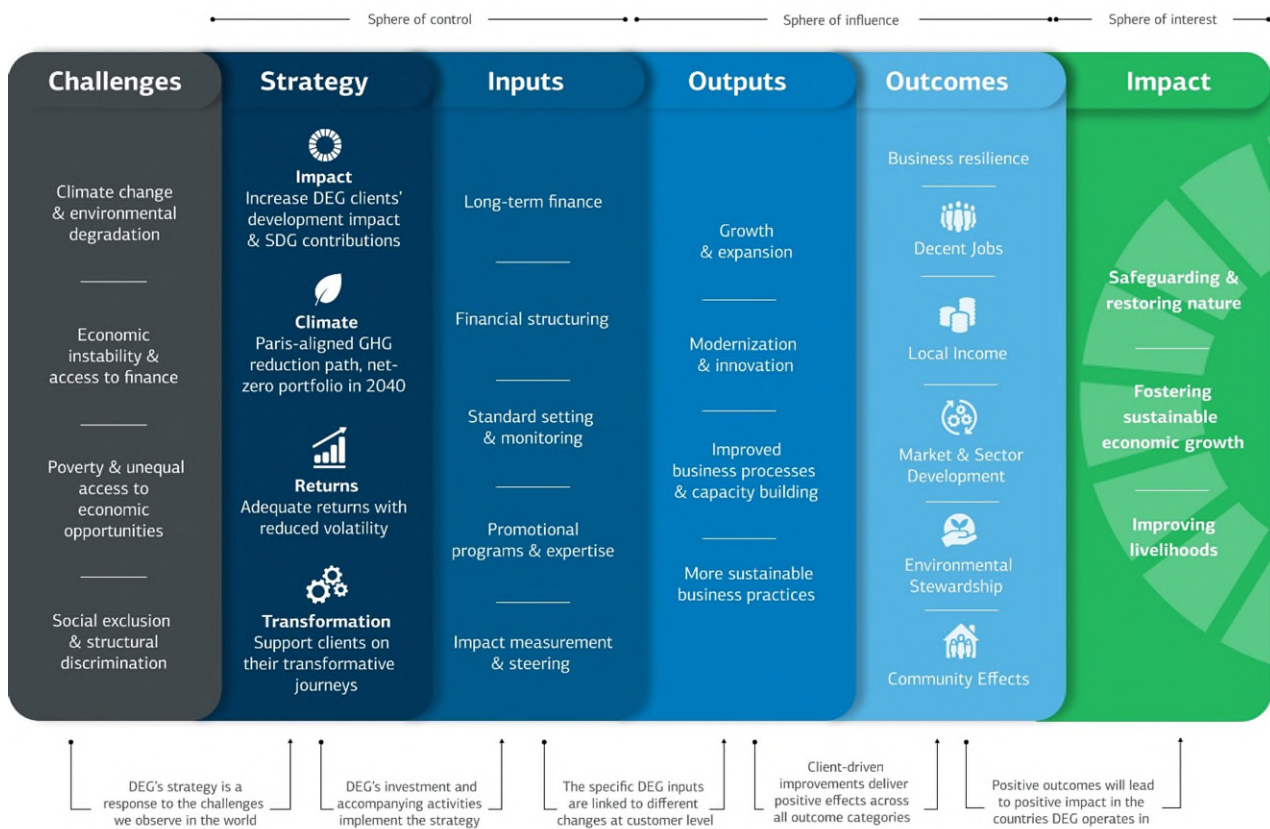 Sphere of control
Sphere of influence
Sphere of interest
Challenges
Climate change
& environmental
degradation
Economic
instability &
access to finance
Poverty & unequal
access to
economic
opportunities
Social exclusion
& structural
discrimination
Strategy
Impact
Increase DEG clients'
development impact
& SDG contributions
Climate
Paris-aligned GHG
reduction path, net-
zero portfolio in 2040
Returns
Adequate returns with
reduced volatility
Transformation
Support clients on
their transformative
journeys
Inputs
Long-term finance
Financial structuring
Standard setting
& monitoring
Promotional
programs & expertise
Impact measurement
& steering
Outputs
Growth
& expansion
Modernization
& innovation
Improved
business processes
& capacity building
More sustainable
business practices
Outcomes
Business resilience
Decent Jobs
Local Income
Market & Sector
Development
Environmental
Stewardship
Community Effects
Impact
Safeguarding &
restoring nature
Fostering
sustainable
economic growth
Improving
livelihoods
DEG's strategy is a
response to the challenges
we observe in the world
DEG's investment and
accompanying activities
implement the strategy
The specific DEG inputs
are linked to different
changes at customer level
Client-driven
improvements deliver
positive effects across
all outcome categories
Positive outcomes will lead
to positive impact in the
countries DEG operates in